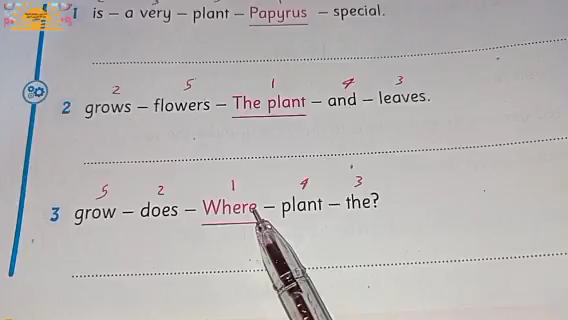 1 is – a very – plant – Papyrus – special.
2 5 1 4 3
2 grows – flowers – The plant – and – leaves.
5 2 1 4 3
3 grow – does – Where – plant – the?